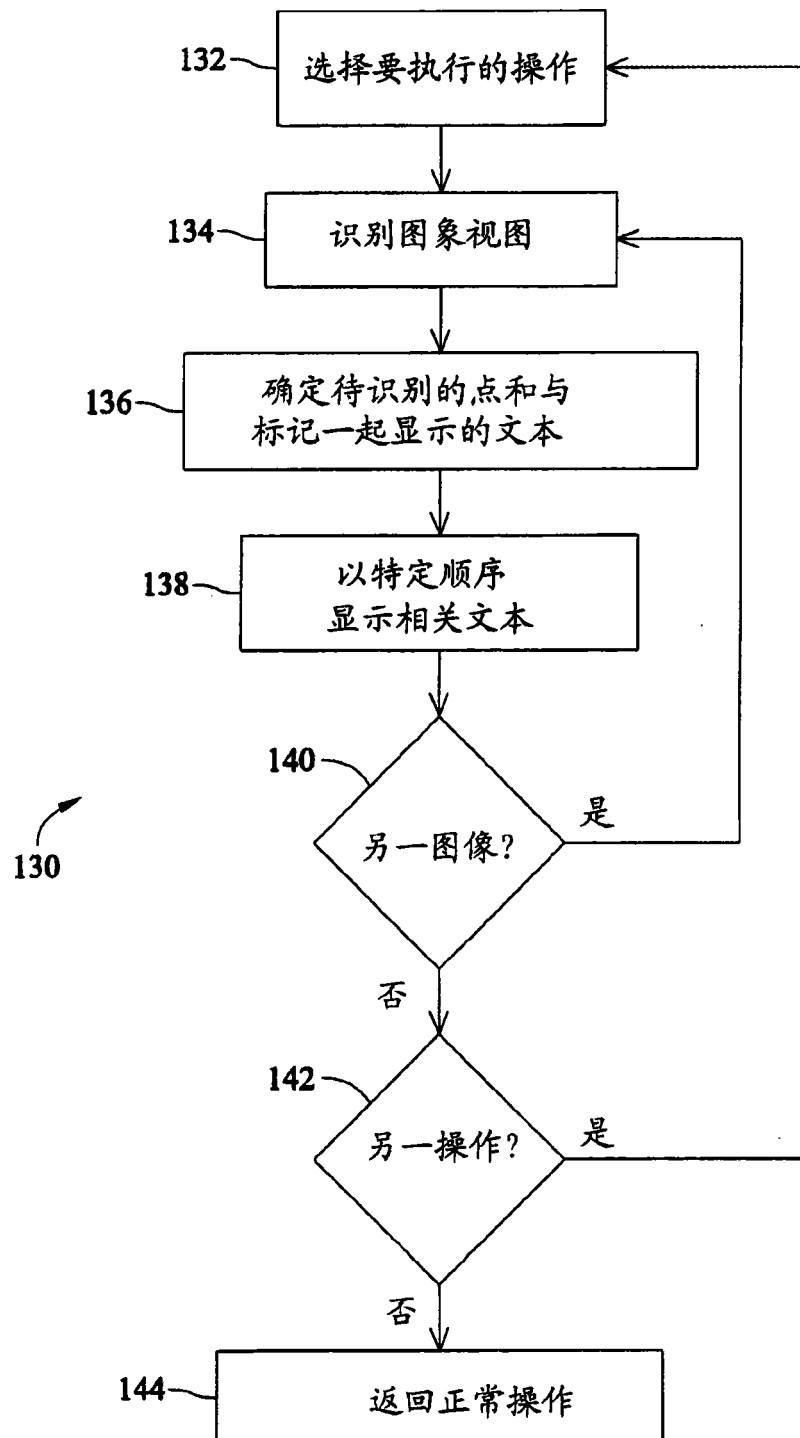 132
选择要执行的操作
134
识别图象视图
136
确定待识别的点和与
标记一起显示的文本
138
以特定顺序
显示相关文本
140
另一图像?
是
130
否
142
另一操作?
是
否
144
返回正常操作